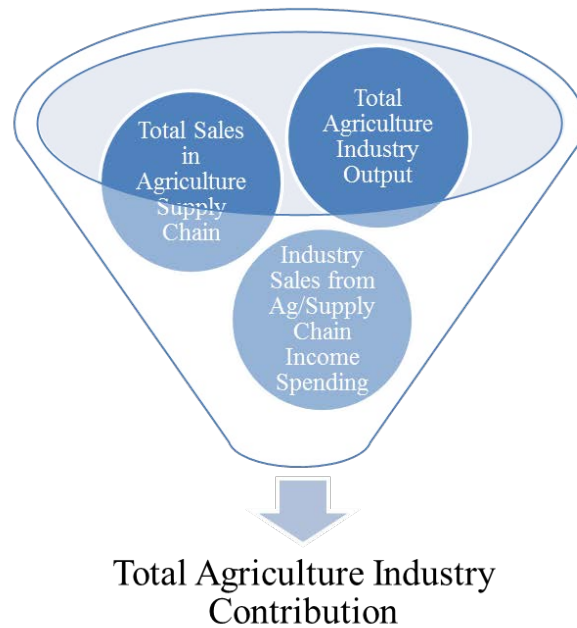 Total Sales
in
Agriculture
Supply
Chain
Total
Agriculture
Industry
Output
Industry
Sales from
Ag/Supply
Chain
Income
Spending
Total Agriculture Industry
Contribution